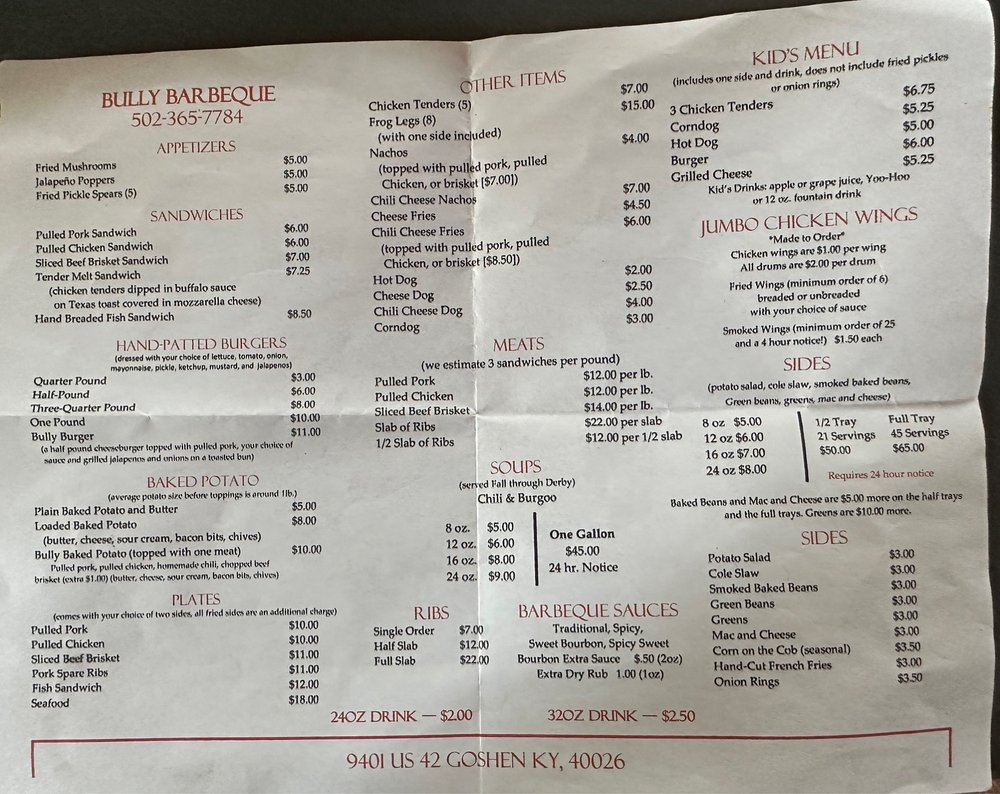 BULLY BARBEQUE
502-365-7784
APPETIZERS
Fried Mushrooms $5.00
Jalapeño Poppers $5.00
Fried Pickle Spears (5) $5.00
SANDWICHES
Pulled Pork Sandwich $6.00
Pulled Chicken Sandwich $6.00
Sliced Beef Brisket Sandwich $7.00
Tender Melt Sandwich $7.25
(chicken tenders dipped in buffalo sauce
on Texas toast covered in mozzarella cheese)
Hand Breaded Fish Sandwich $8.50
HAND-PATTED BURGERS
(dressed with your choice of lettuce, tomato, onion,
mayonnaise, pickle, ketchup, mustard, and jalapenos)
Quarter Pound $3.00
Half-Pound $6.00
Three-Quarter Pound $8.00
One Pound $10.00
Bully Burger $11.00
(a half pound cheeseburger topped with pulled pork, your choice of
sauce and grilled jalapenos and onions on a toasted bun)
BAKED POTATO
(average potato size before toppings is around 1lb.)
Plain Baked Potato and Butter $5.00
Loaded Baked Potato $8.00
(butter, cheese, sour cream, bacon bits, chives)
Bully Baked Potato (topped with one meat) $10.00
Pulled pork, pulled chicken, homemade chili, chopped beef
brisket (extra $1.00) (butter, cheese, sour cream, bacon bits, chives)
PLATES
(comes with your choice of two sides, all fried sides are an additional charge)
Pulled Pork $10.00
Pulled Chicken $10.00
Sliced Beef Brisket $11.00
Pork Spare Ribs $11.00
Fish Sandwich $12.00
Seafood $18.00
OTHER ITEMS
Chicken Tenders (5) $7.00
Frog Legs (8) $15.00
(with one side included)
Nachos $4.00
(topped with pulled pork, pulled
Chicken, or brisket [$7.00])
Chili Cheese Nachos $7.00
Cheese Fries $4.50
Chili Cheese Fries $6.00
(topped with pulled pork, pulled
Chicken, or brisket [$8.50])
Hot Dog $2.00
Cheese Dog $2.50
Chili Cheese Dog $4.00
Corndog $3.00
MEATS
(we estimate 3 sandwiches per pound)
Pulled Pork $12.00 per lb.
Pulled Chicken $12.00 per lb.
Sliced Beef Brisket $14.00 per lb.
Slab of Ribs $22.00 per slab
1/2 Slab of Ribs $12.00 per 1/2 slab
SOUPS
(served Fall through Derby)
Chili & Burgoo
8 oz. $5.00
12 oz. $6.00
16 oz. $8.00
24 oz. $9.00
One Gallon
$45.00
24 hr. Notice
RIBS
Single Order $7.00
Half Slab $12.00
Full Slab $22.00
BARBEQUE SAUCES
Traditional, Spicy,
Sweet Bourbon, Spicy Sweet
Bourbon Extra Sauce $.50 (2oz)
Extra Dry Rub 1.00 (1oz)
KID'S MENU
(includes one side and drink, does not include fried pickles
or onion rings)
3 Chicken Tenders $6.75
Corndog $5.25
Hot Dog $5.00
Burger $6.00
Grilled Cheese $5.25
Kid's Drinks: apple or grape juice, Yoo-Hoo
or 12 oz. fountain drink
JUMBO CHICKEN WINGS
*Made to Order*
Chicken wings are $1.00 per wing
All drums are $2.00 per drum
Fried Wings (minimum order of 6)
breaded or unbreaded
with your choice of sauce
Smoked Wings (minimum order of 25
and a 4 hour notice!) $1.50 each
SIDES
(potato salad, cole slaw, smoked baked beans,
Green beans, greens, mac and cheese)
8 oz $5.00
12 oz $6.00
16 oz $7.00
24 oz $8.00
1/2 Tray Full Tray
21 Servings 45 Servings
$50.00 $65.00
Requires 24 hour notice
Baked Beans and Mac and Cheese are $5.00 more on the half trays
and the full trays. Greens are $10.00 more.
SIDES
Potato Salad $3.00
Cole Slaw $3.00
Smoked Baked Beans $3.00
Green Beans $3.00
Greens $3.00
Mac and Cheese $3.00
Corn on the Cob (seasonal) $3.50
Hand-Cut French Fries $3.00
Onion Rings $3.50
24OZ DRINK — $2.00 32OZ DRINK — $2.50
9401 US 42 GOSHEN KY, 40026